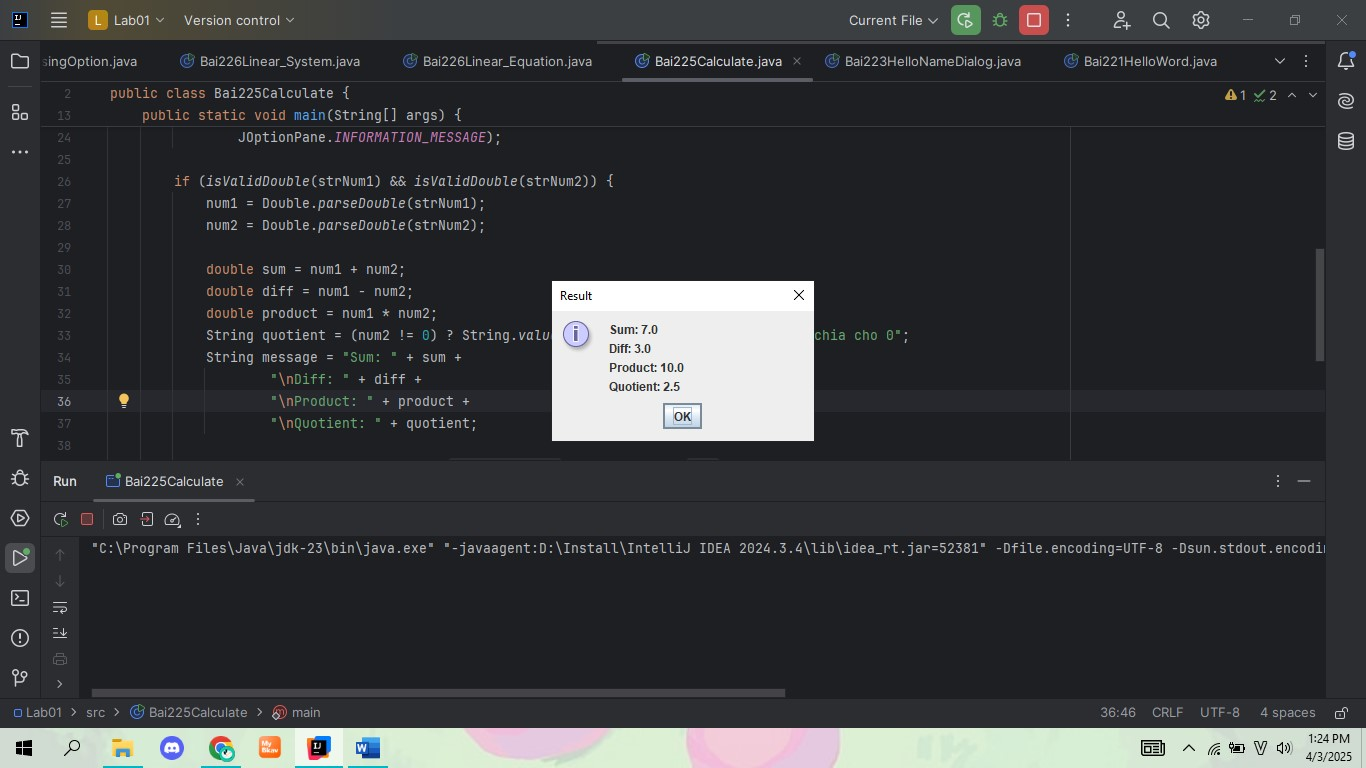 L Lab01 Version control Current File
singOption.java Bai226Linear_System.java Bai226Linear_Equation.java Bai225Calculate.java Bai223HelloNameDialog.java Bai221HelloWord.java
2 public class Bai225Calculate { 1 2
13 public static void main(String[] args) {
24 JOptionPane.INFORMATION_MESSAGE);
25
26 if (isValidDouble(strNum1) && isValidDouble(strNum2)) {
27 num1 = Double.parseDouble(strNum1);
28 num2 = Double.parseDouble(strNum2);
29
30 double sum = num1 + num2;
31 double diff = num1 - num2;
32 double product = num1 * num2;
33 String quotient = (num2 != 0) ? String.valu chia cho 0";
34 String message = "Sum: " + sum +
35 "\nDiff: " + diff +
36 "\nProduct: " + product +
37 "\nQuotient: " + quotient;
38
Result
Sum: 7.0
Diff: 3.0
Product: 10.0
Quotient: 2.5
OK
Run Bai225Calculate
"C:\Program Files\Java\jdk-23\bin\java.exe" "-javaagent:D:\Install\IntelliJ IDEA 2024.3.4\lib\idea_rt.jar=52381" -Dfile.encoding=UTF-8 -Dsun.stdout.encodin
Lab01 > src > Bai225Calculate > main 36:46 CRLF UTF-8 4 spaces
My Bkav V 1:24 PM
4/3/2025